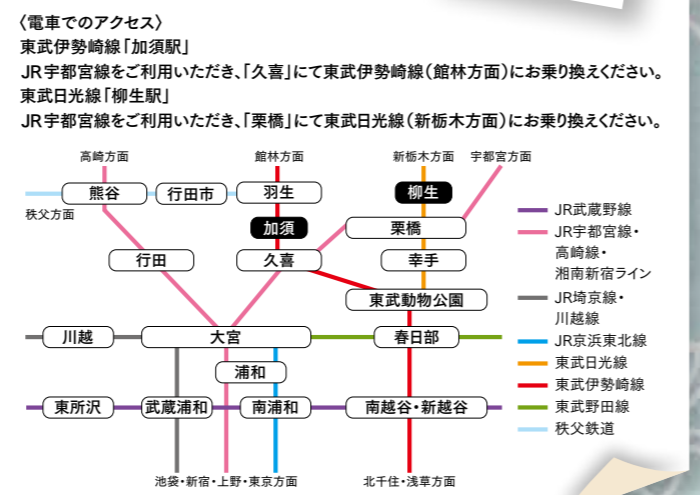 〈電車でのアクセス〉
東武伊勢崎線「加須駅」
JR宇都宮線をご利用いただき、「久喜」にて東武伊勢崎線（館林方面）にお乗り換えください。
東武日光線「柳生駅」
JR宇都宮線をご利用いただき、「栗橋」にて東武日光線（新栃木方面）にお乗り換えください。
高崎方面
館林方面
新栃木方面
宇都宮方面
熊谷
行田市
羽生
柳生
秩父方面
加須
栗橋
行田
久喜
幸手
東武動物公園
川越
大宮
春日部
浦和
東所沢
武蔵浦和
南浦和
南越谷・新越谷
池袋・新宿・上野・東京方面
北千住・浅草方面
JR武蔵野線
JR宇都宮線・
高崎線・
湘南新宿ライン
JR埼京線・
川越線
JR京浜東北線
東武日光線
東武伊勢崎線
東武野田線
秩父鉄道